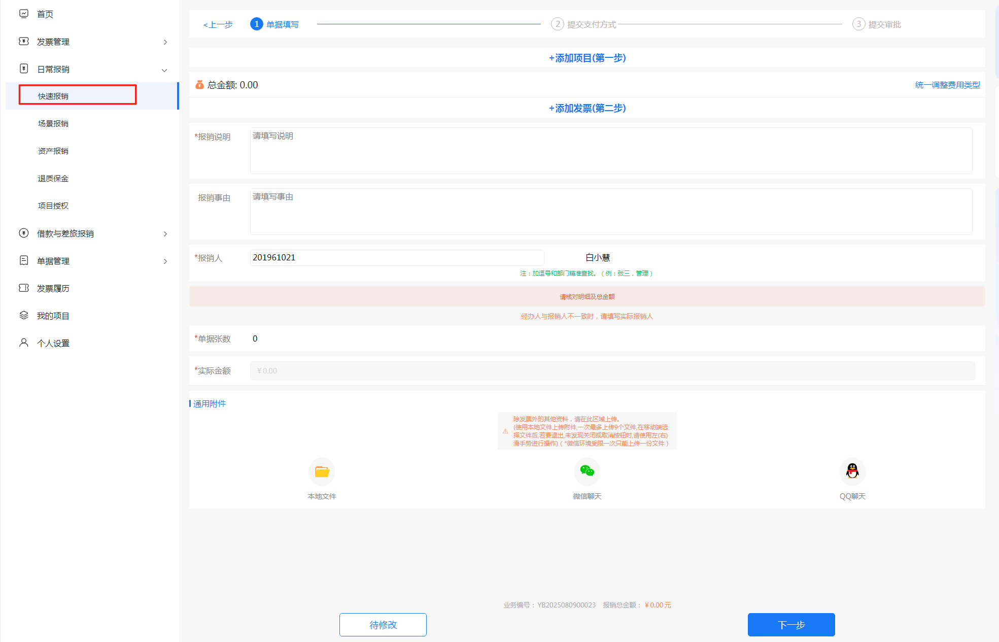 首页
发票管理
日常报销
快速报销
场景报销
资产报销
退质保金
项目授权
借款与差旅报销
单据管理
发票履历
我的项目
个人设置
<上一步
1 单据填写
2 提交支付方式
3 提交审批
+添加项目(第一步)
总金额: 0.00
统一调整费用类型
+添加发票(第二步)
*报销说明
请填写说明
报销事由
请填写事由
*报销人
201961021
白小慧
注：加逗号和部门精准查找。（例：张三，管理）
请核对明细及总金额
经办人与报销人不一致时，请填写实际报销人
*单据张数
0
*实际金额
￥0.00
通用附件
除发票外的其他资料，请在此区域上传。
(使用本地文件上传附件,一次最多上传9个文件,在移动端选
择文件后,若要退出,未发现关闭或取消按钮时,请使用左(右)
滑手势进行操作)（*微信环境受限一次只能上传一份文件）
本地文件
微信聊天
QQ聊天
业务编号：YB2025080900023
报销总金额：￥0.00元
待修改
下一步